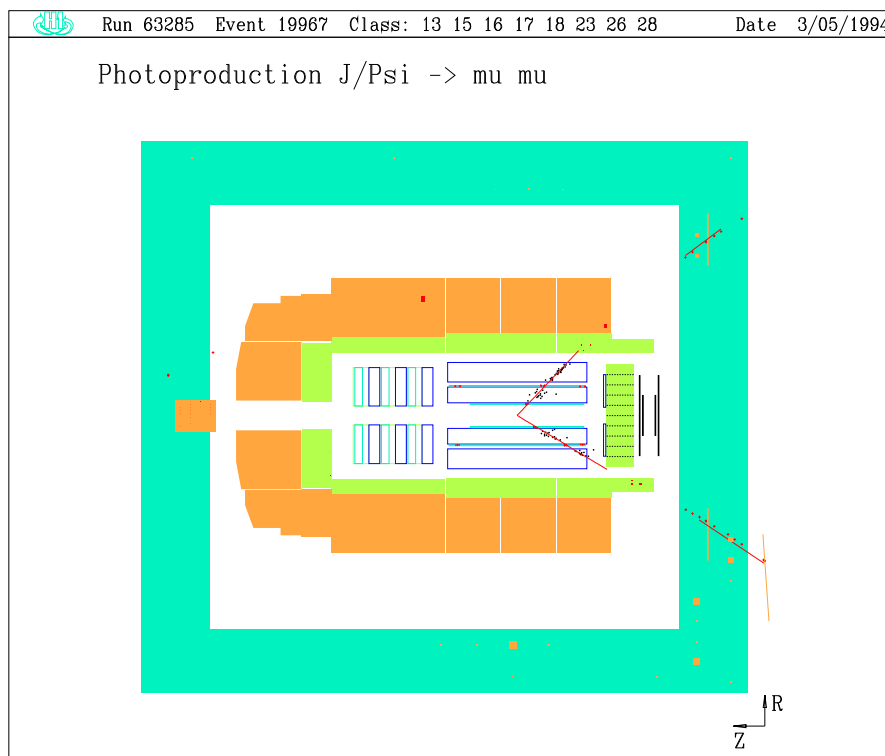 H1 Run 63285 Event 19967 Class: 13 15 16 17 18 23 26 28 Date 3/05/1994
Photoproduction J/Psi -> mu mu
R
Z